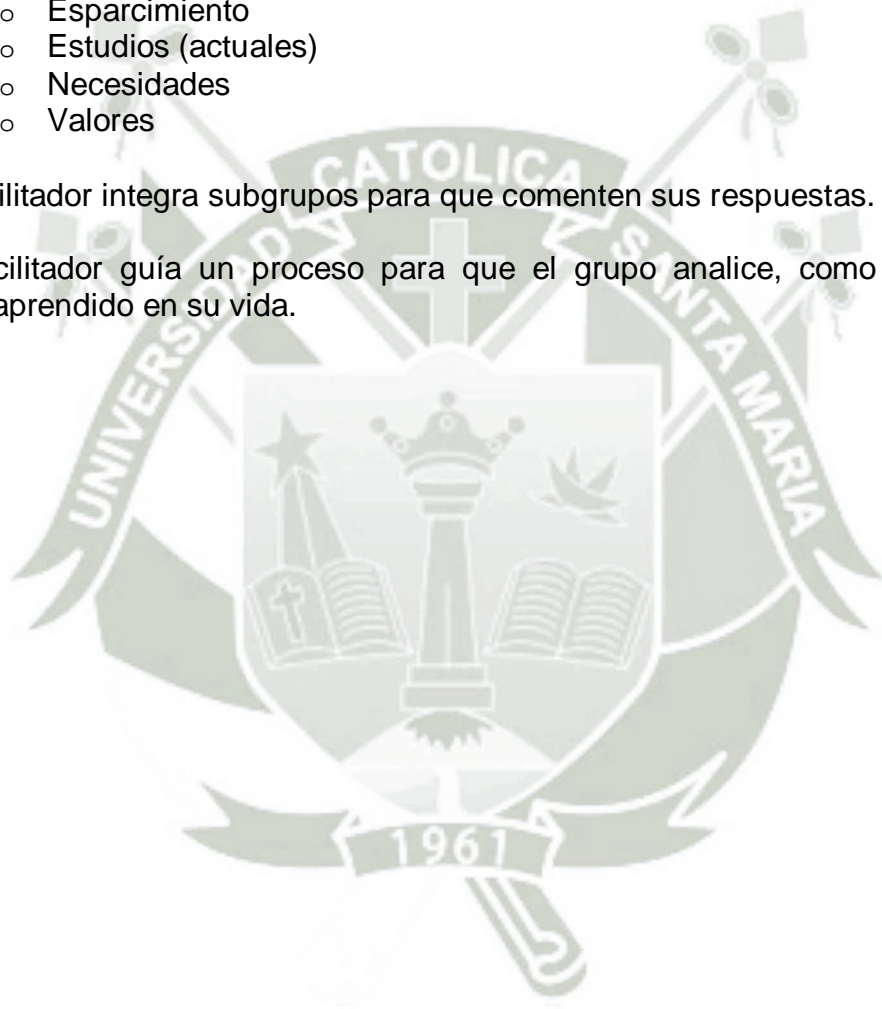 o Esparcimiento
o Estudios (actuales)
o Necesidades
o Valores
ilitador integra subgrupos para que comenten sus respuestas.
cilitador guía un proceso para que el grupo analice, como
aprendido en su vida.
UNIVERSIDAD CATOLICA SANTA MARIA
1961